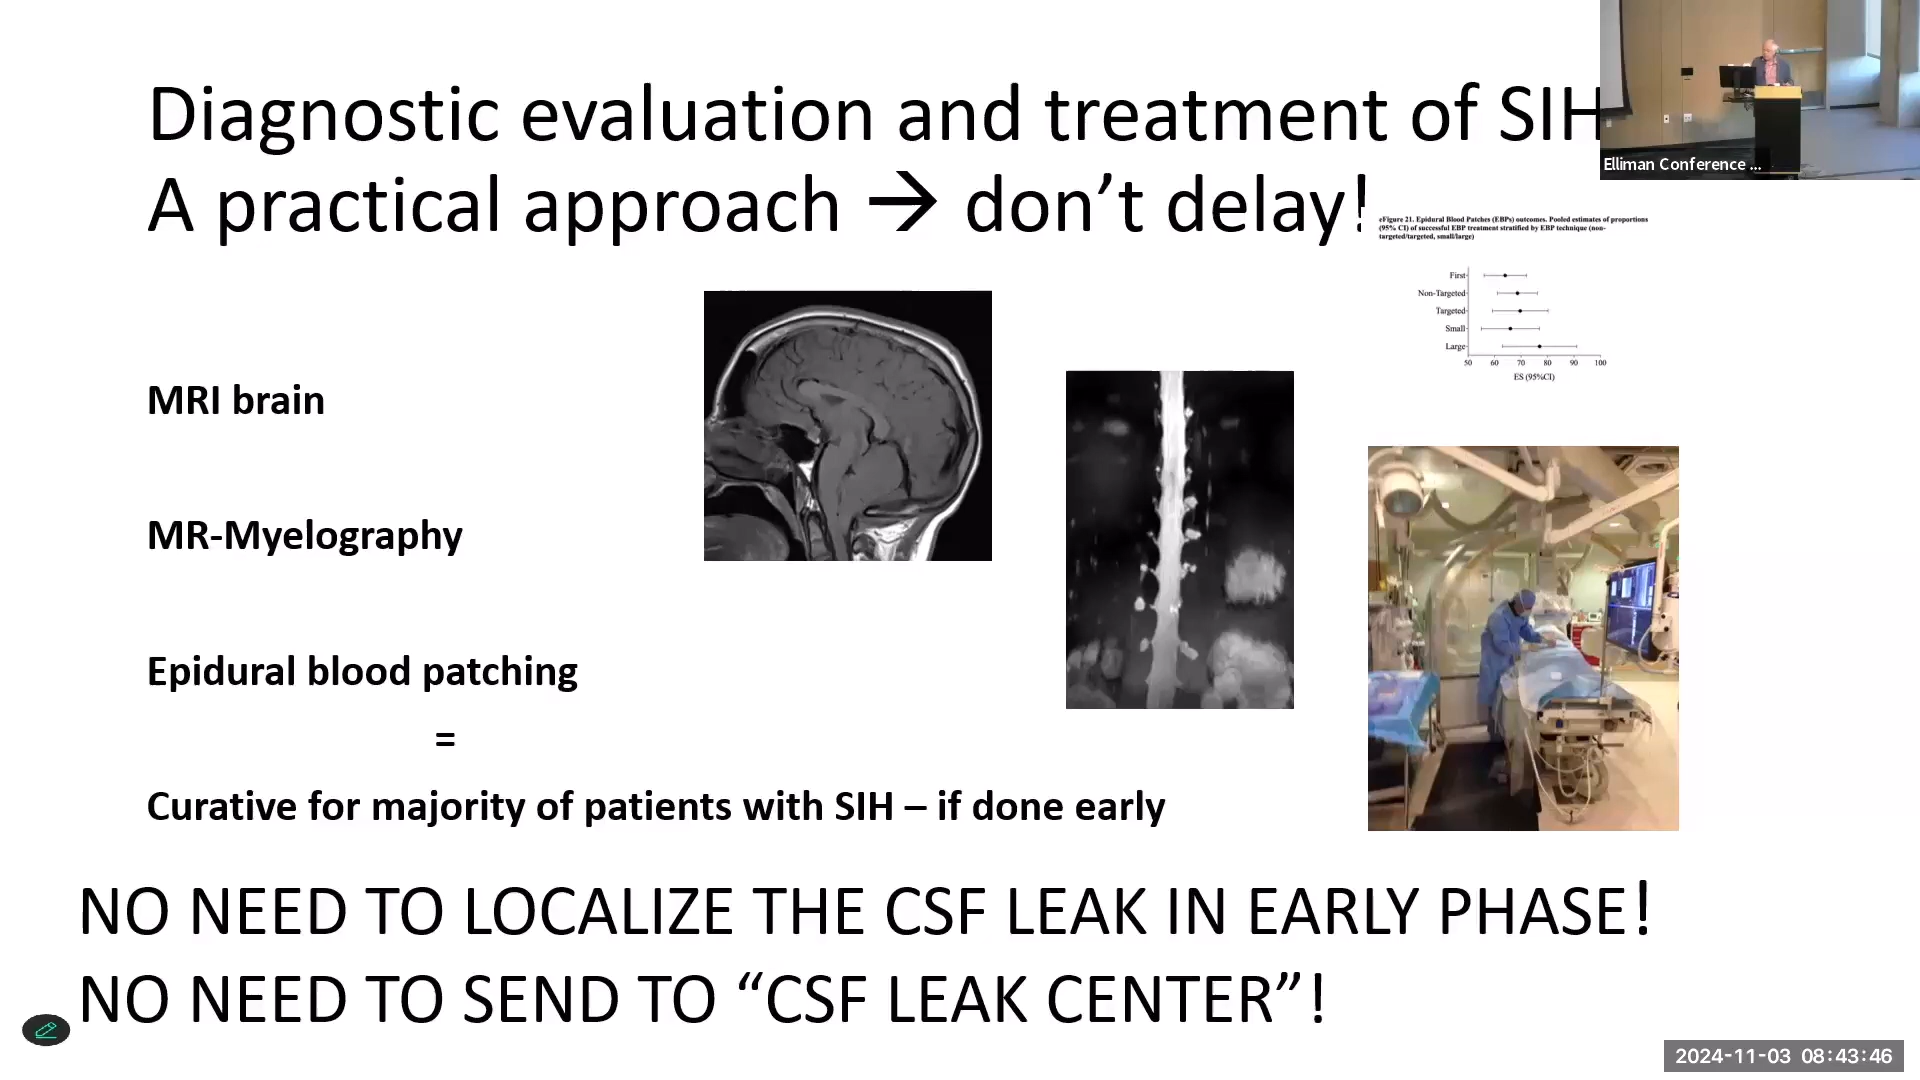 Diagnostic evaluation and treatment of SIH
A practical approach → don’t delay!
Elliman Conference ...
eFigure 21. Epidural Blood Patches (EBPs) outcomes. Pooled estimates of proportions
(95% CI) of successful EBP treatment stratified by EBP technique (non-
targeted/targeted, small/large)
First
Non-Targeted
Targeted
Small
Large
50 60 70 80 90 100
ES (95%CI)
MRI brain
MR-Myelography
Epidural blood patching
=
Curative for majority of patients with SIH – if done early
NO NEED TO LOCALIZE THE CSF LEAK IN EARLY PHASE!
NO NEED TO SEND TO “CSF LEAK CENTER”!
2024-11-03 08:43:46